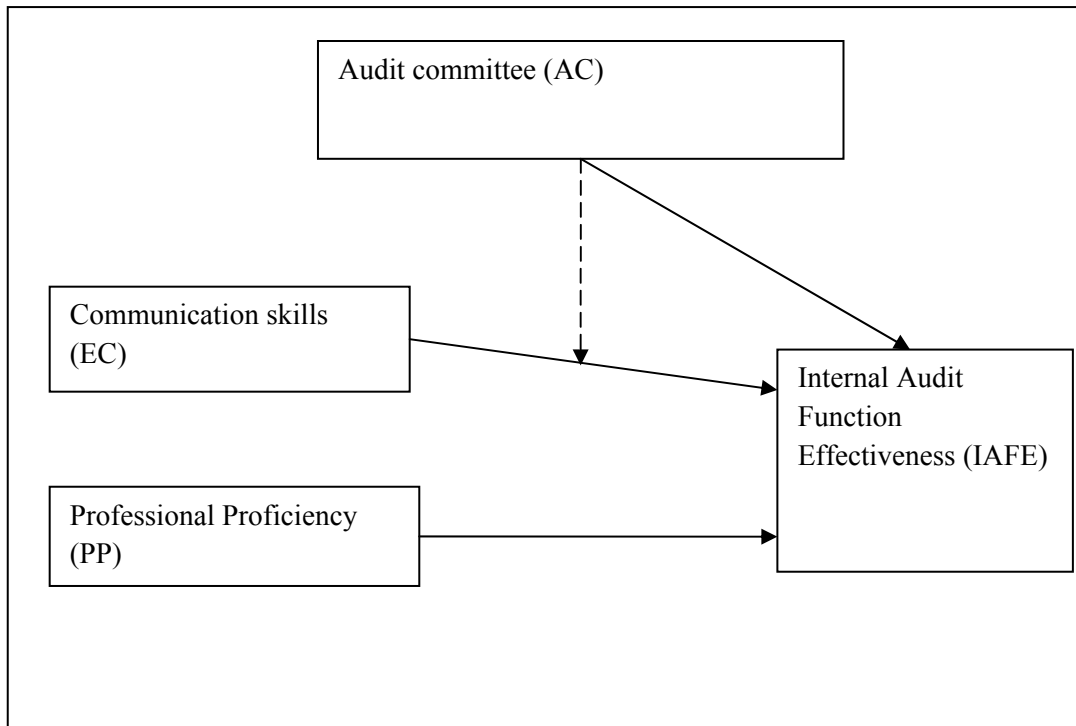 Audit committee (AC)
Communication skills
(EC)
Internal Audit
Function
Effectiveness (IAFE)
Professional Proficiency
(PP)